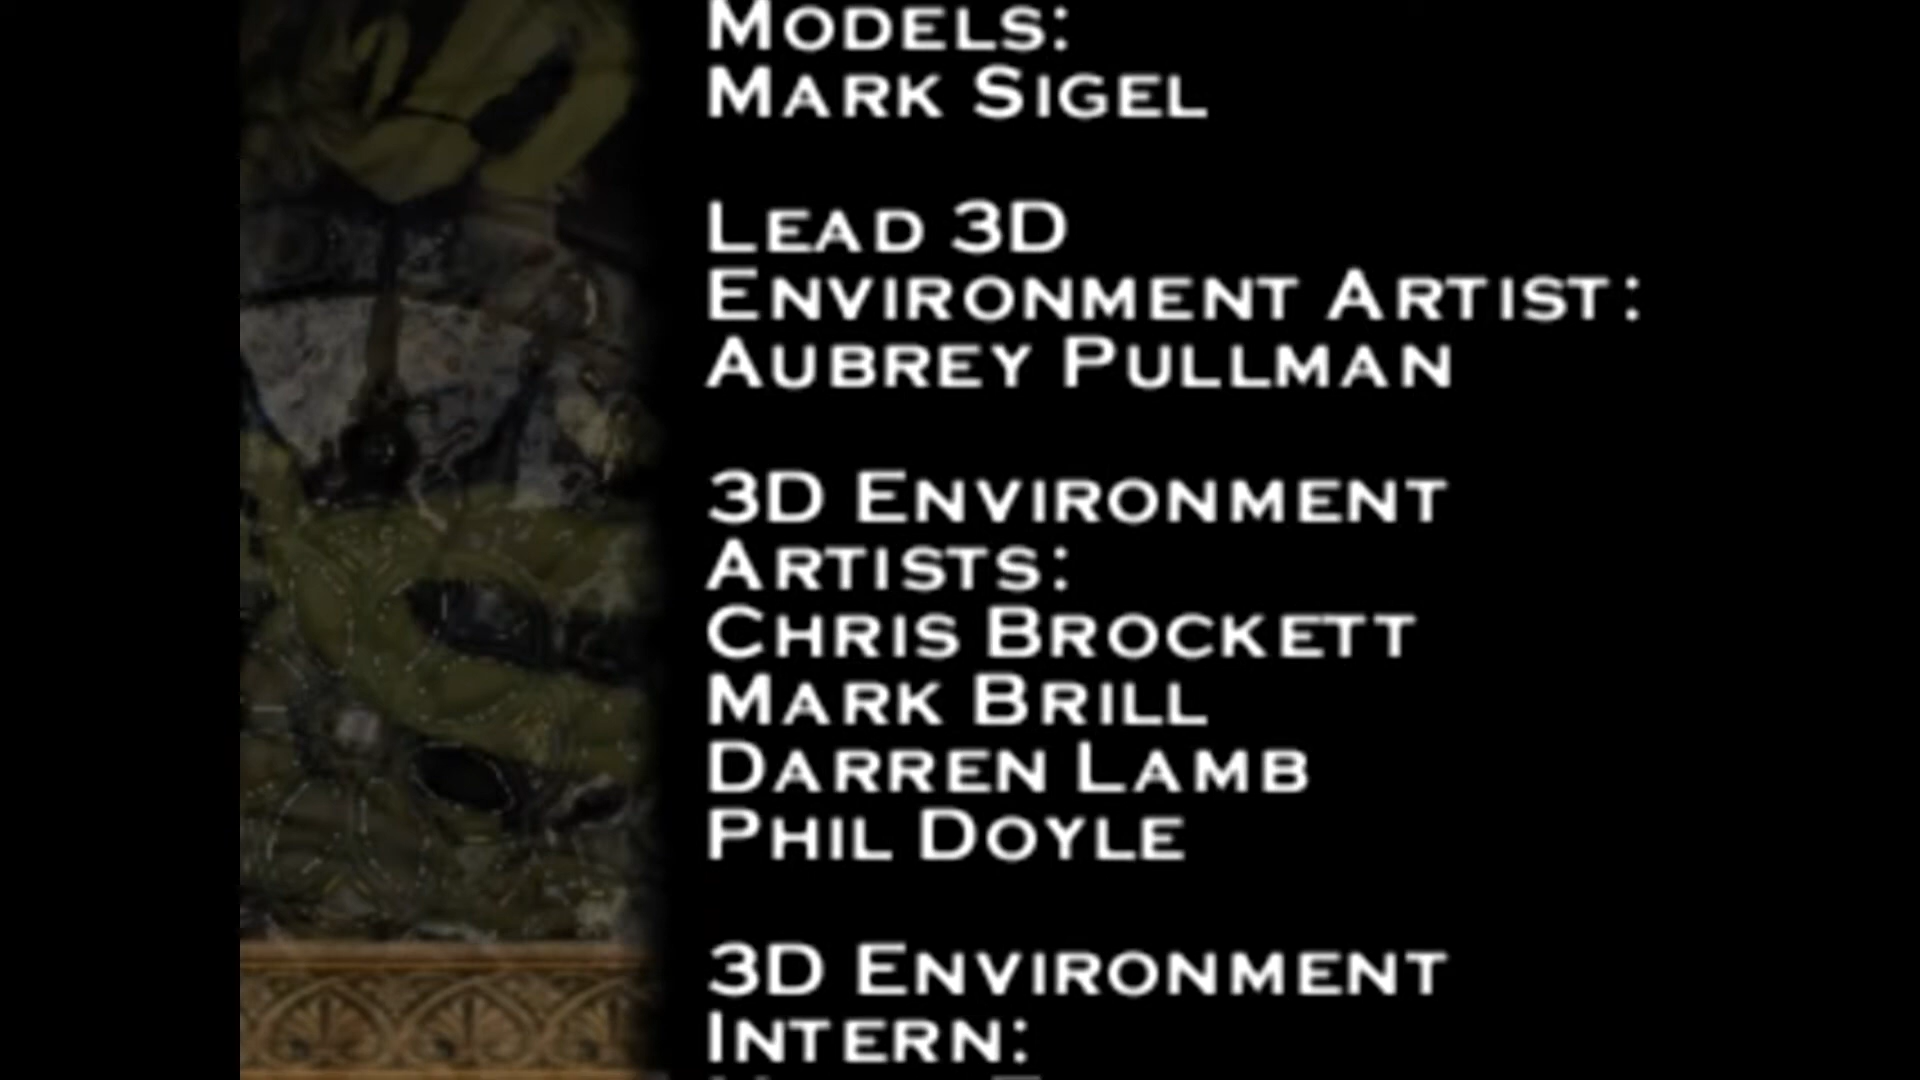 MODELS:
MARK SIGEL
LEAD 3D
ENVIRONMENT ARTIST:
AUBREY PULLMAN
3D ENVIRONMENT
ARTISTS:
CHRIS BROCKETT
MARK BRILL
DARREN LAMB
PHIL DOYLE
3D ENVIRONMENT
INTERN: